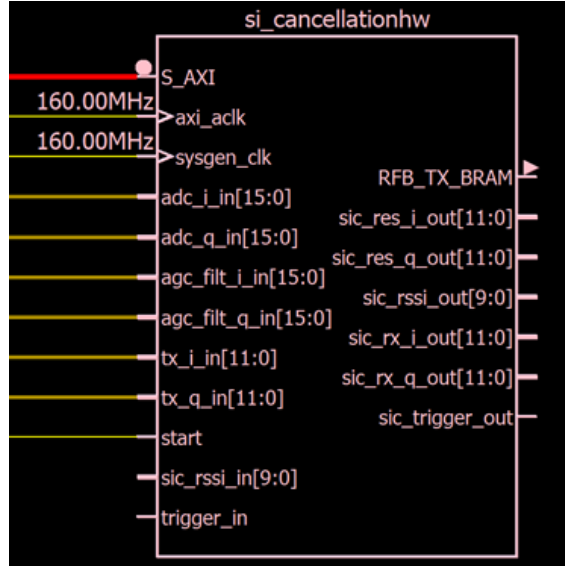 si_cancellationhw
S_AXI
160.00MHz
axi_aclk
160.00MHz
sysgen_clk
RFB_TX_BRAM
adc_i_in[15:0]
sic_res_i_out[11:0]
adc_q_in[15:0]
sic_res_q_out[11:0]
agc_filt_i_in[15:0]
sic_rssi_out[9:0]
agc_filt_q_in[15:0]
sic_rx_i_out[11:0]
tx_i_in[11:0]
sic_rx_q_out[11:0]
tx_q_in[11:0]
sic_trigger_out
start
sic_rssi_in[9:0]
trigger_in